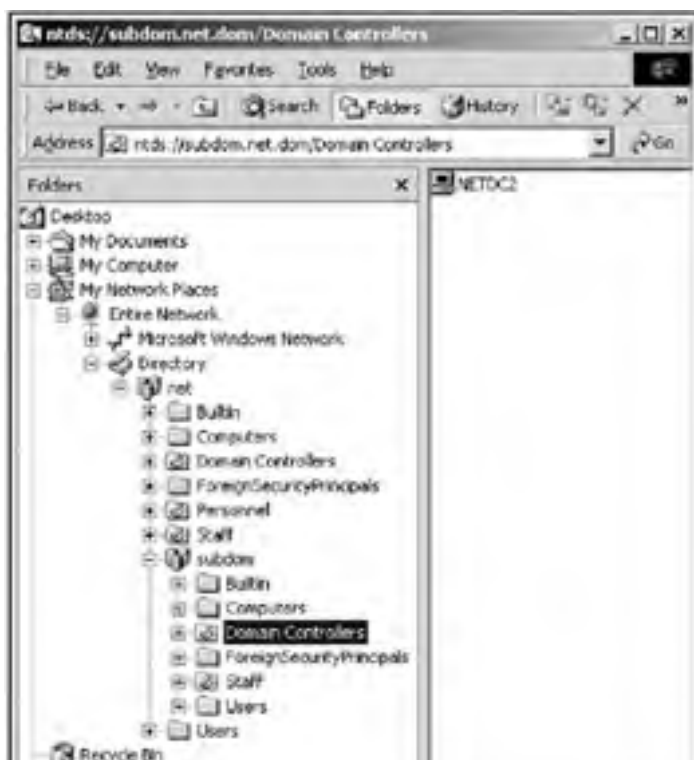 ntds://subdom.net.dom/Domain Controllers
File Edit View Favorites Tools Help
Back Search Folders History
Address ntds://subdom.net.dom/Domain Controllers Go
Folders
NETDC2
Desktop
My Documents
My Computer
My Network Places
Entire Network
Microsoft Windows Network
Directory
net
Builtin
Computers
Domain Controllers
ForeignSecurityPrincipals
Personnel
Staff
subdom
Builtin
Computers
Domain Controllers
ForeignSecurityPrincipals
Staff
Users
Users
Recycle Bin